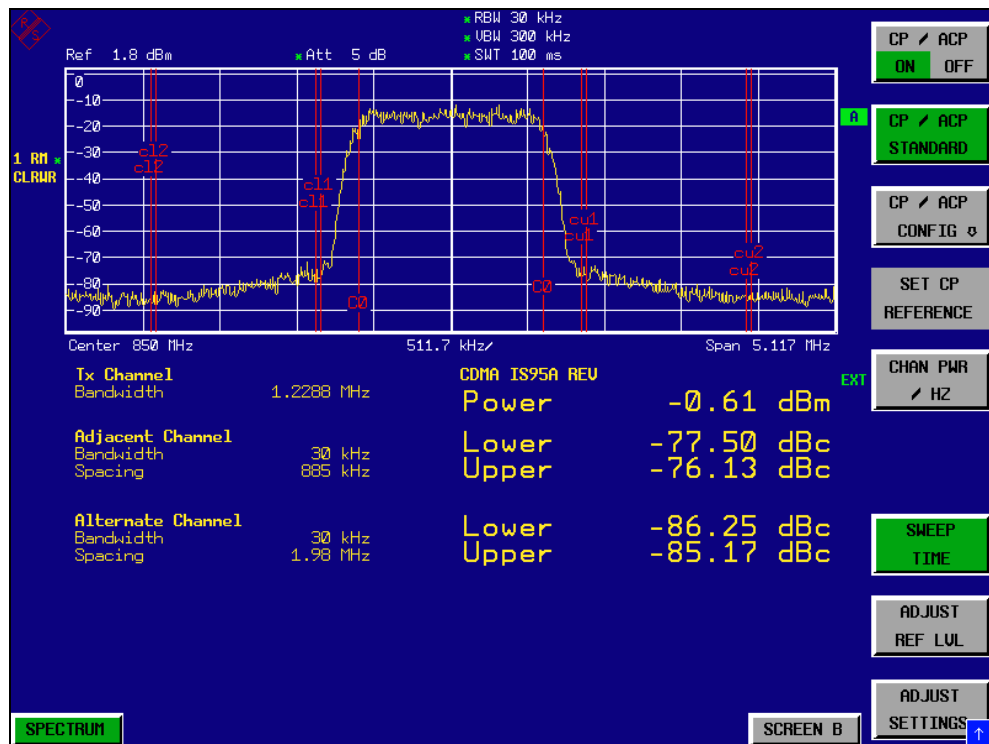 R S
* RBW 30 kHz
* VBW 300 kHz
Ref 1.8 dBm * Att 5 dB * SWT 100 ms
0
-10
-20
-30
-40
-50
-60
-70
-80
-90
1 RM *
CLRWR
A
cl2
cl2
cl1
cl1
C0
C0
cu1
cu1
cu2
cu2
Center 850 MHz 511.7 kHz/ Span 5.117 MHz
Tx Channel CDMA IS95A REV
EXT
Bandwidth 1.2288 MHz Power -0.61 dBm
Adjacent Channel Lower -77.50 dBc
Bandwidth 30 kHz
Spacing 885 kHz Upper -76.13 dBc
Alternate Channel Lower -86.25 dBc
Bandwidth 30 kHz
Spacing 1.98 MHz Upper -85.17 dBc
CP / ACP
ON OFF
CP / ACP
STANDARD
CP / ACP
CONFIG
SET CP
REFERENCE
CHAN PWR
/ HZ
SWEEP
TIME
ADJUST
REF LVL
ADJUST
SETTINGS
SPECTRUM SCREEN B